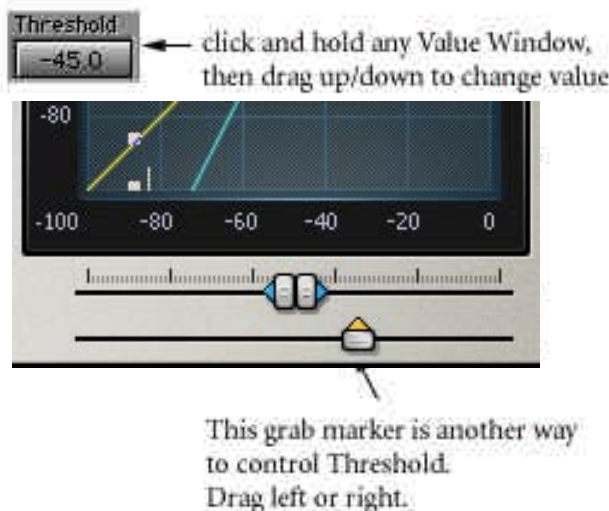 Threshold
-45.0
click and hold any Value Window,
then drag up/down to change value
-80
-100 -80 -60 -40 -20 0
This grab marker is another way
to control Threshold.
Drag left or right.